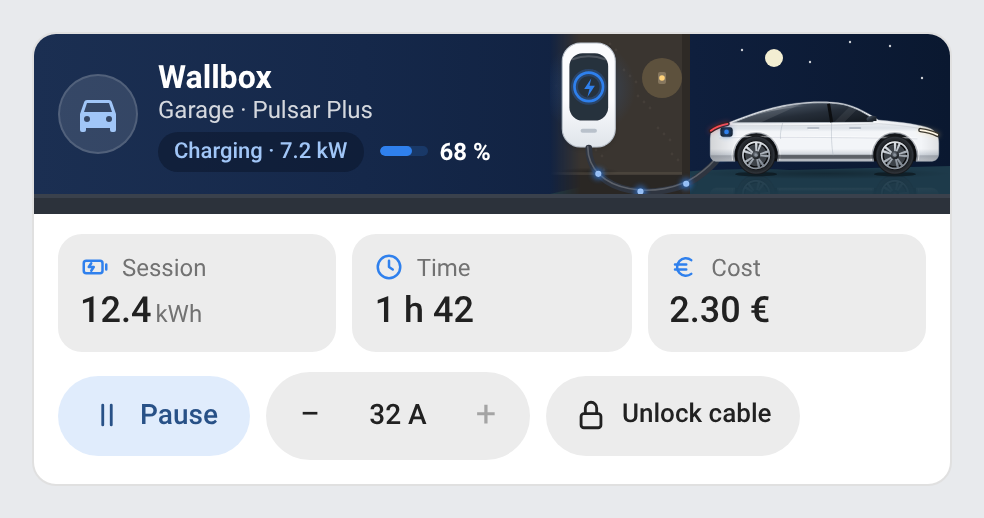 Wallbox
Garage · Pulsar Plus
Charging · 7.2 kW 68 %
Session Time Cost
12.4 kWh 1 h 42 2.30 €
Pause − 32 A + Unlock cable